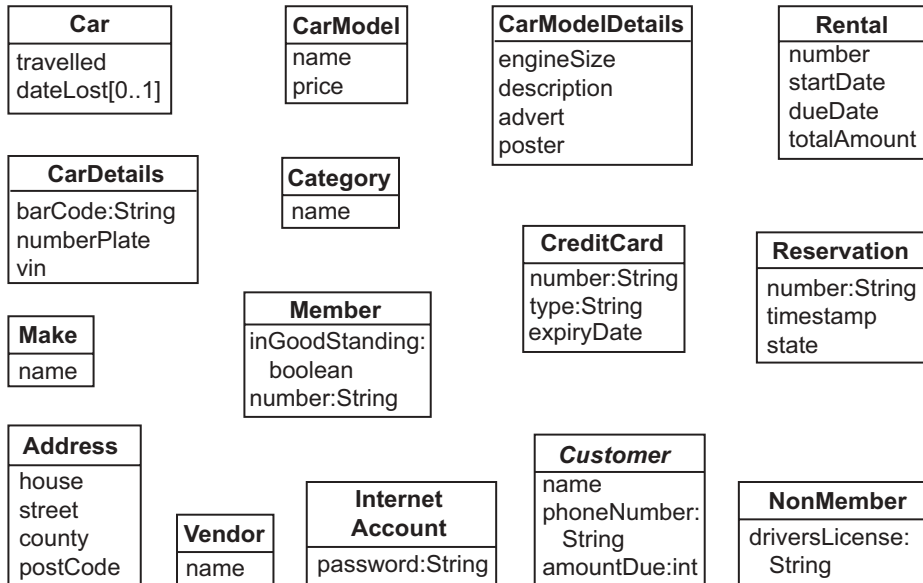 Car
travelled
dateLost[0..1]
CarModel
name
price
CarModelDetails
engineSize
description
advert
poster
Rental
number
startDate
dueDate
totalAmount
CarDetails
barCode:String
numberPlate
vin
Category
name
CreditCard
number:String
type:String
expiryDate
Reservation
number:String
timestamp
state
Make
name
Member
inGoodStanding:
boolean
number:String
Address
house
street
county
postCode
Vendor
name
Internet
Account
password:String
Customer
name
phoneNumber:
String
amountDue:int
NonMember
driversLicense:
String